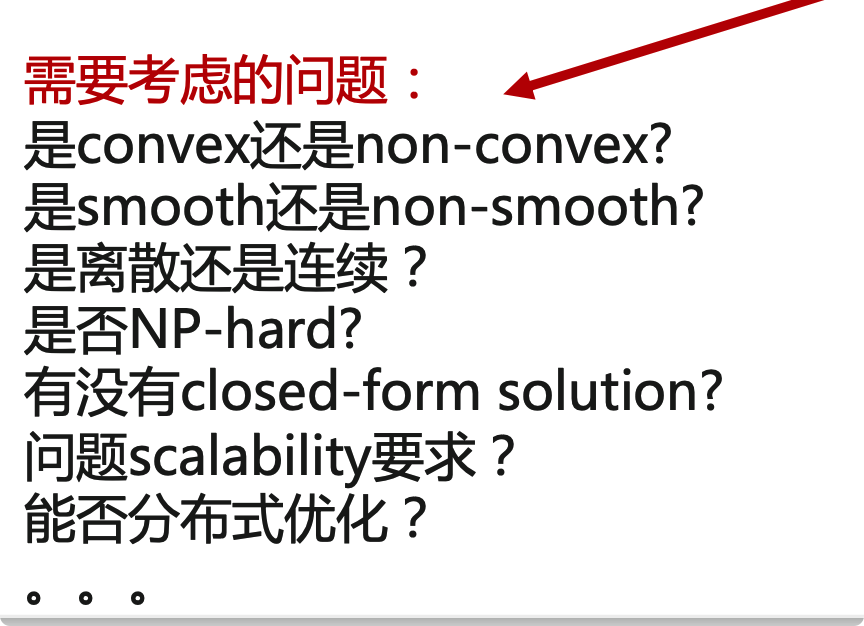 需要考虑的问题：
是convex还是non-convex?
是smooth还是non-smooth?
是离散还是连续？
是否NP-hard?
有没有closed-form solution?
问题scalability要求？
能否分布式优化？
。。。